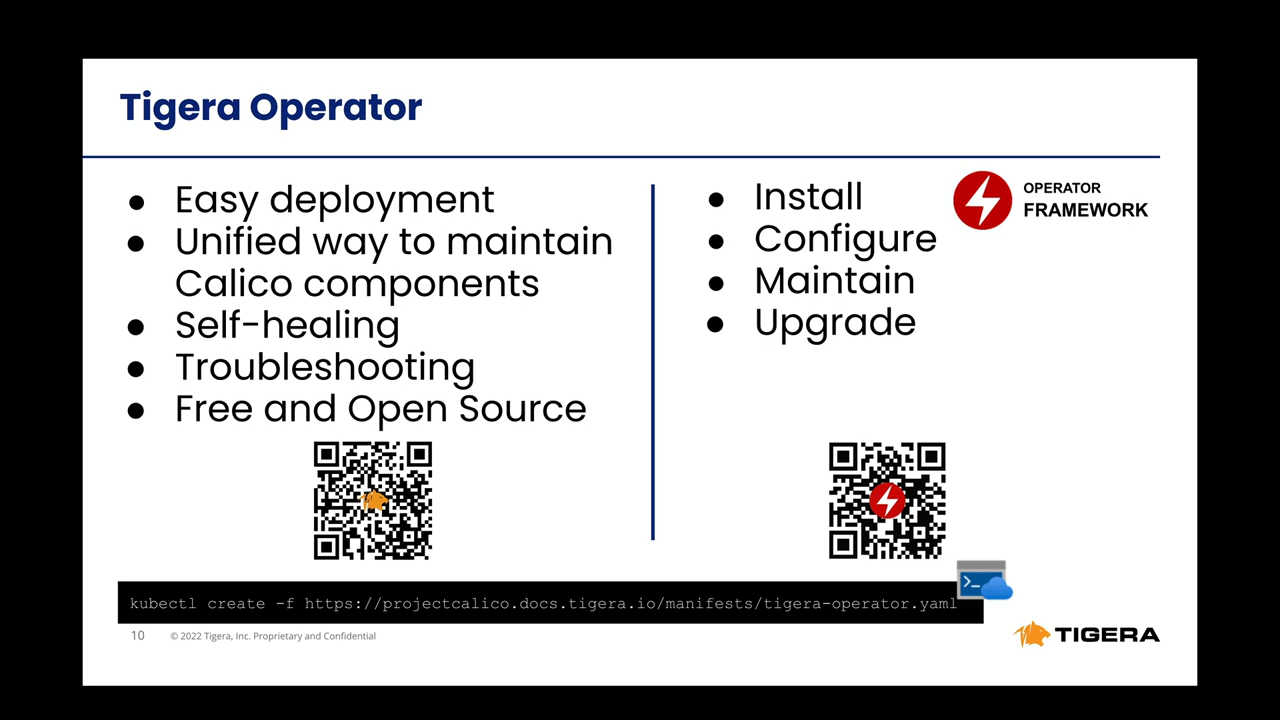 Tigera Operator
● Easy deployment
● Unified way to maintain
Calico components
● Self-healing
● Troubleshooting
● Free and Open Source
● Install
● Configure
● Maintain
● Upgrade
OPERATOR
FRAMEWORK
kubectl create -f https://projectcalico.docs.tigera.io/manifests/tigera-operator.yaml
10 © 2022 Tigera, Inc. Proprietary and Confidential
TIGERA